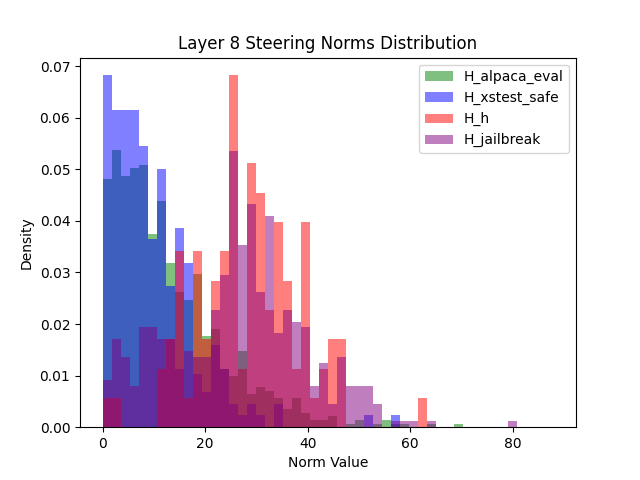 Layer 8 Steering Norms Distribution
H_alpaca_eval
H_xstest_safe
H_h
H_jailbreak
0.07
0.06
0.05
0.04
0.03
0.02
0.01
0.00
Density
0
20
40
60
80
Norm Value